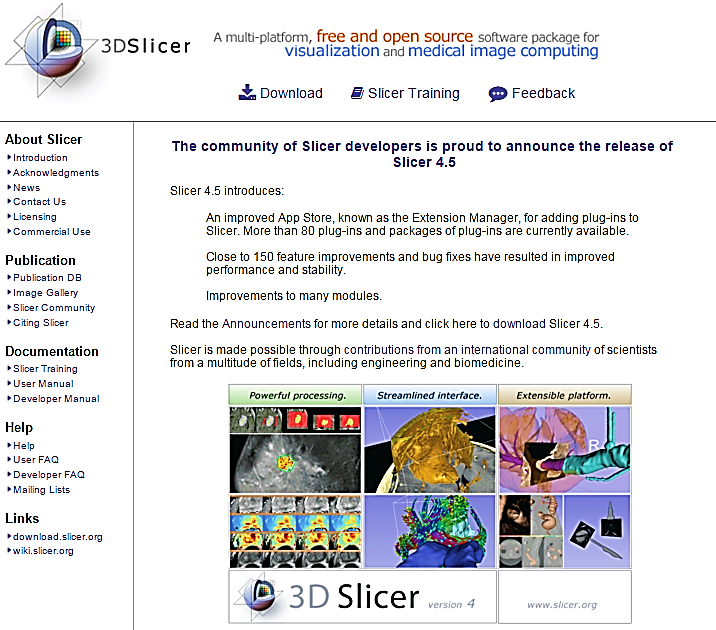 3DSlicer
A multi-platform, free and open source software package for
visualization and medical image computing
Download
Slicer Training
Feedback
About Slicer
Introduction
Acknowledgments
News
Contact Us
Licensing
Commercial Use
Publication
Publication DB
Image Gallery
Slicer Community
Citing Slicer
Documentation
Slicer Training
User Manual
Developer Manual
Help
Help
User FAQ
Developer FAQ
Mailing Lists
Links
download.slicer.org
wiki.slicer.org
The community of Slicer developers is proud to announce the release of
Slicer 4.5
Slicer 4.5 introduces:
An improved App Store, known as the Extension Manager, for adding plug-ins to
Slicer. More than 80 plug-ins and packages of plug-ins are currently available.
Close to 150 feature improvements and bug fixes have resulted in improved
performance and stability.
Improvements to many modules.
Read the Announcements for more details and click here to download Slicer 4.5.
Slicer is made possible through contributions from an international community of scientists
from a multitude of fields, including engineering and biomedicine.
Powerful processing.
Streamlined interface.
Extensible platform.
R
3D Slicer version 4
www.slicer.org